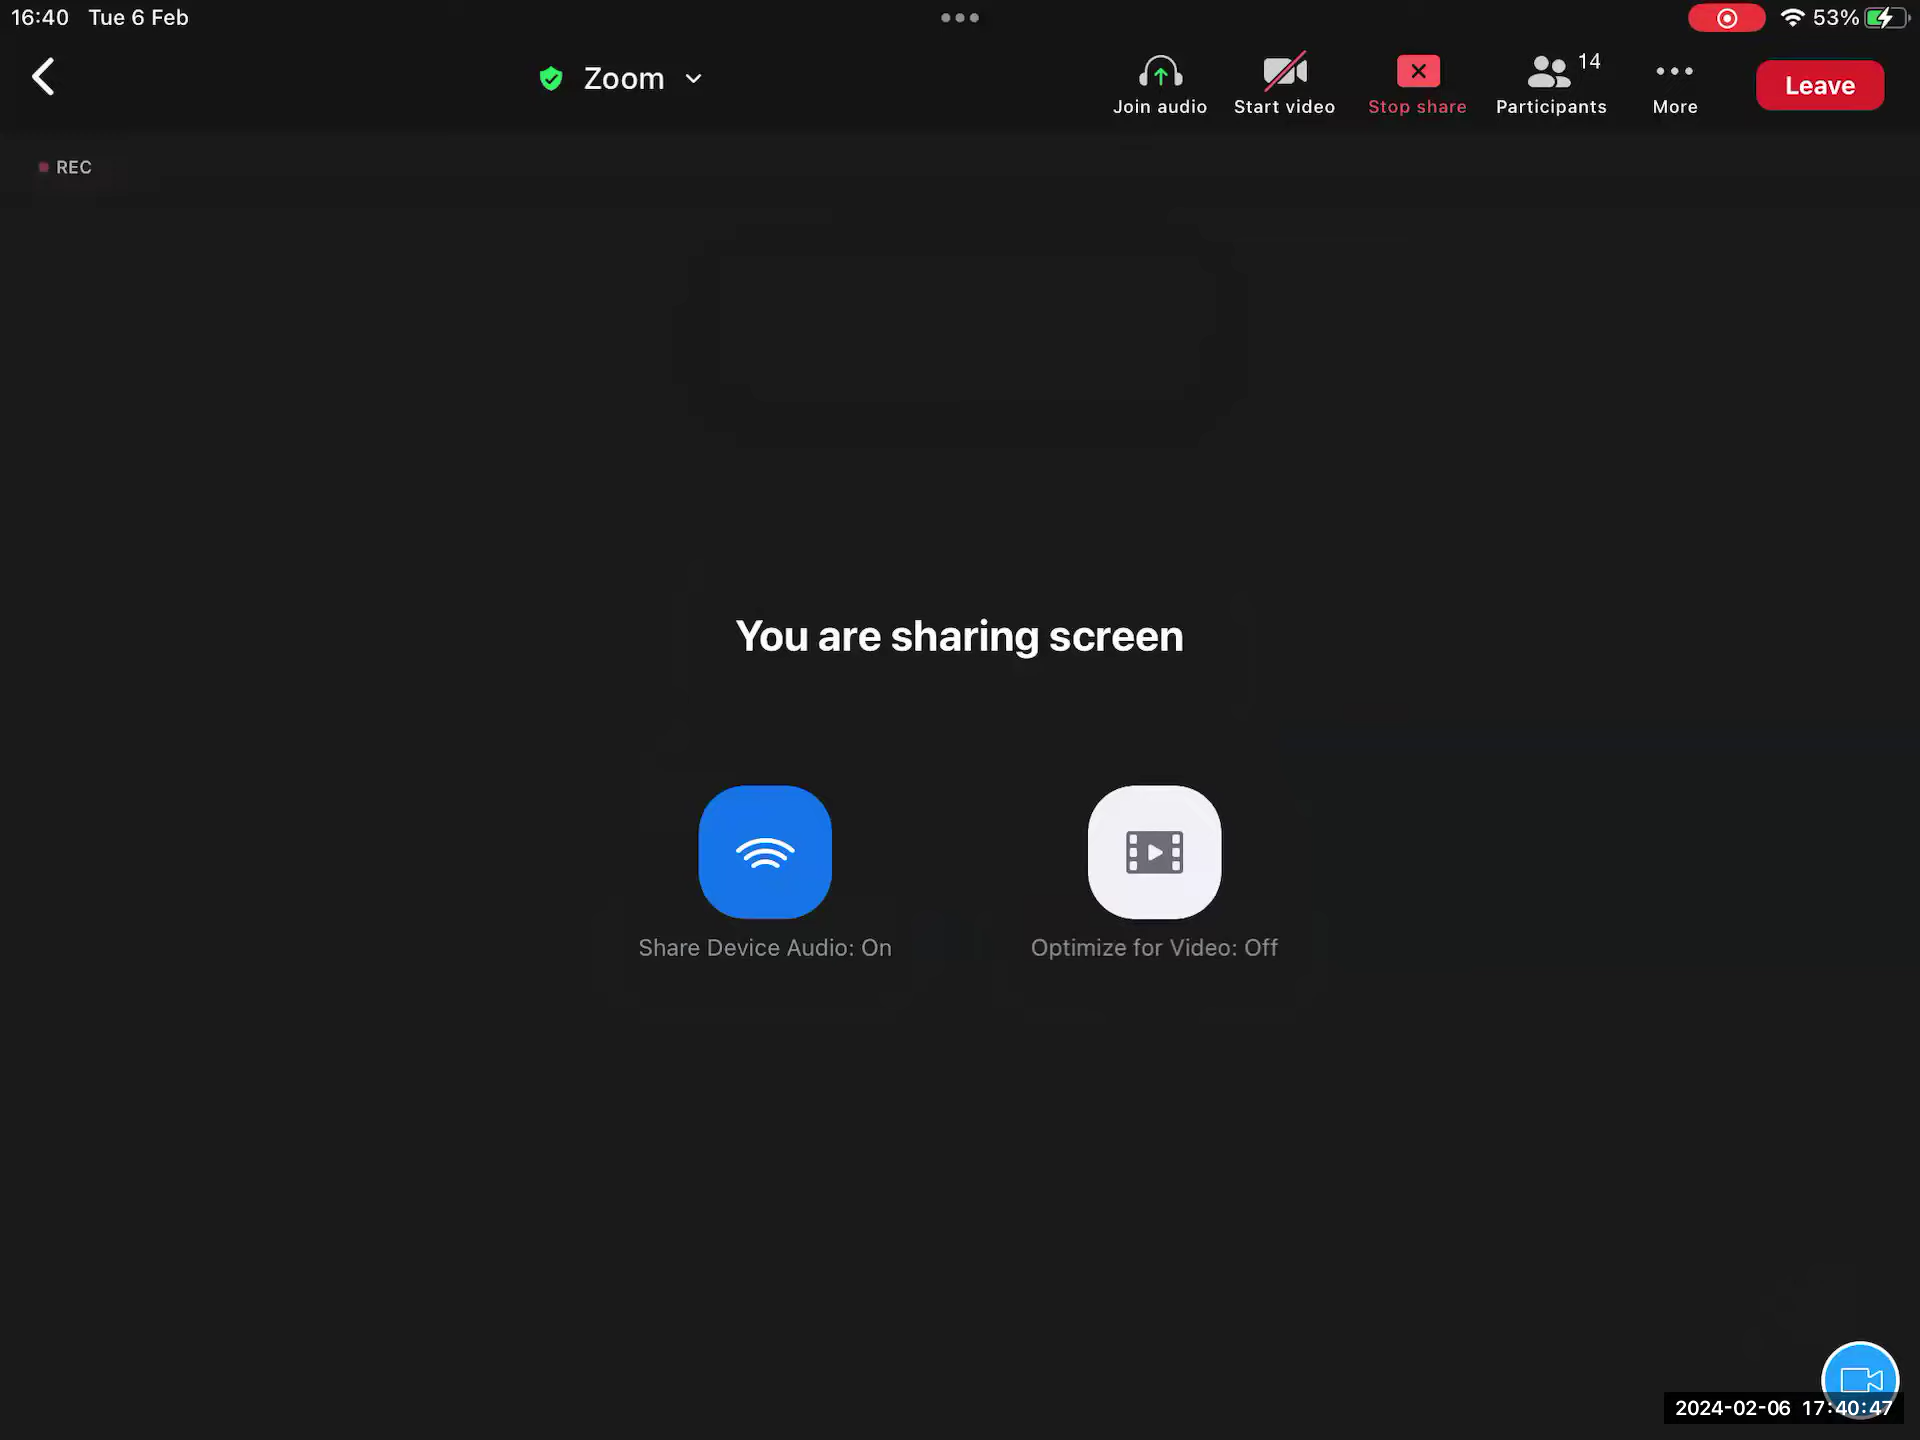 16:40 Tue 6 Feb
53%
Zoom
14
Join audio
Start video
Stop share
Participants
More
Leave
REC
You are sharing screen
Share Device Audio: On
Optimize for Video: Off
2024-02-06 17:40:47